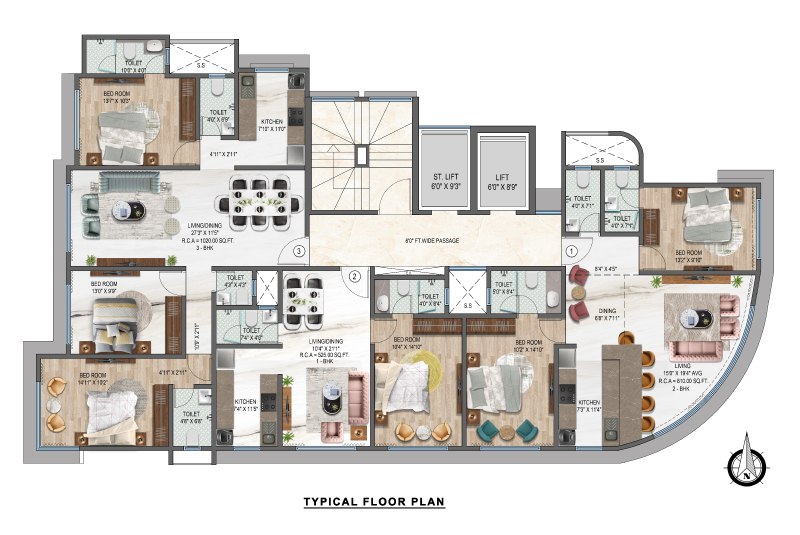 TOILET
10'0" X 4'0"
S.S
BED ROOM
13'7" X 10'3"
TOILET
4'0" X 6'9"
KITCHEN
7'10" X 11'0"
4'11" X 2'11"
ST. LIFT
6'0" X 9'3"
LIFT
6'0" X 8'9"
S.S
TOILET
4'3" X 7'1"
TOILET
4'0" X 7'4"
BED ROOM
13'2" X 9'10"
LIVING/DINING
27'3" X 11'5"
R.C.A = 1020.00 SQ.FT.
3 - BHK
3
6'0" FT.WIDE PASSAGE
1
8'4" X 4'5"
2
BED ROOM
13'0" X 9'9"
TOILET
4'3" X 4'3"
X
TOILET
7'4" X 4'0"
TOILET
4'0" X 8'4"
S.S
TOILET
5'0" X 8'4"
DINING
6'8" X 7'11"
10'9" X 2'11"
LIVING/DINING
10'4" X 21'1"
R.C.A = 525.00 SQ.FT.
1 - BHK
BED ROOM
10'4" X 14'10"
BED ROOM
10'2" X 14'10"
LIVING
15'9" X 19'4" AVG
R.C.A = 810.00 SQ.FT.
2 - BHK
BED ROOM
14'11" X 10'2"
4'11" X 2'11"
TOILET
4'8" X 6'8"
KITCHEN
7'4" X 11'5"
KITCHEN
7'3" X 11'4"
N
TYPICAL FLOOR PLAN